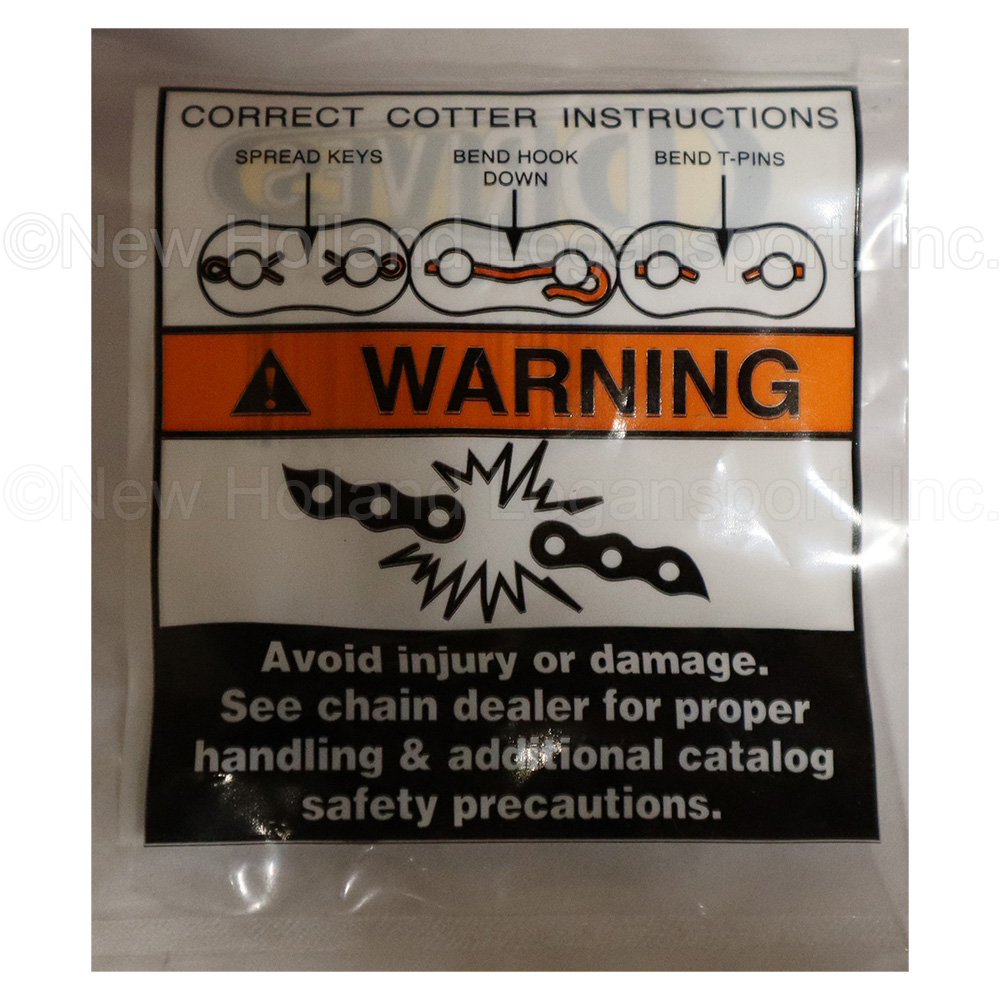 CORRECT COTTER INSTRUCTIONS
SPREAD KEYS
BEND HOOK
DOWN
BEND T-PINS
©New Holland Logansport, Inc.
WARNING
©New Holland Logansport, Inc.
Avoid injury or damage.
See chain dealer for proper
handling & additional catalog
safety precautions.